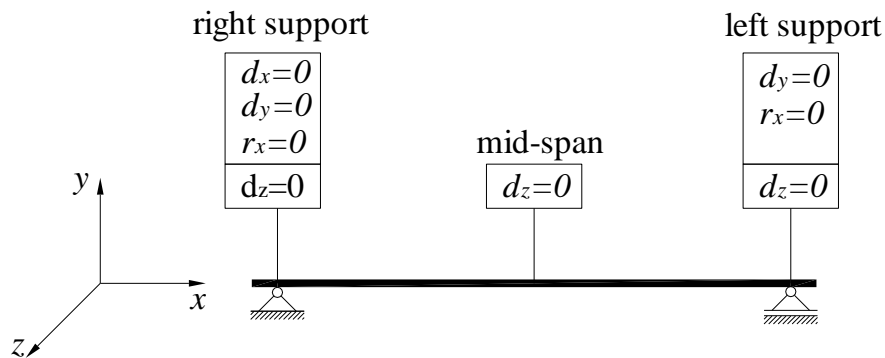 right support
dx=0
dy=0
rx=0
dz=0
mid-span
dz=0
left support
dy=0
rx=0
dz=0
y
x
z